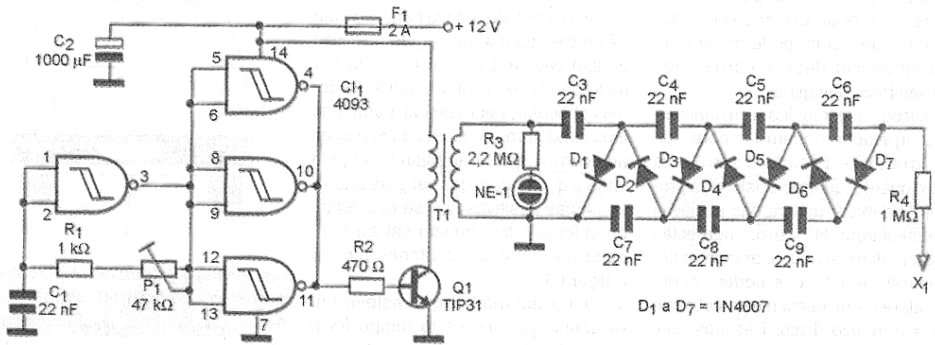 F1
2 A
+ 12 V
C2
1000 µF
14
5
4
6
CI1
4093
1
2
3
8
10
9
R1
1 kΩ
P1
47 kΩ
12
13
11
7
C1
22 nF
R2
470 Ω
Q1
TIP31
T1
R3
2,2 MΩ
NE-1
C3
22 nF
C4
22 nF
C5
22 nF
C6
22 nF
D1
D2
D3
D4
D5
D6
D7
C7
22 nF
C8
22 nF
C9
22 nF
R4
1 MΩ
X1
D1 a D7 = 1N4007